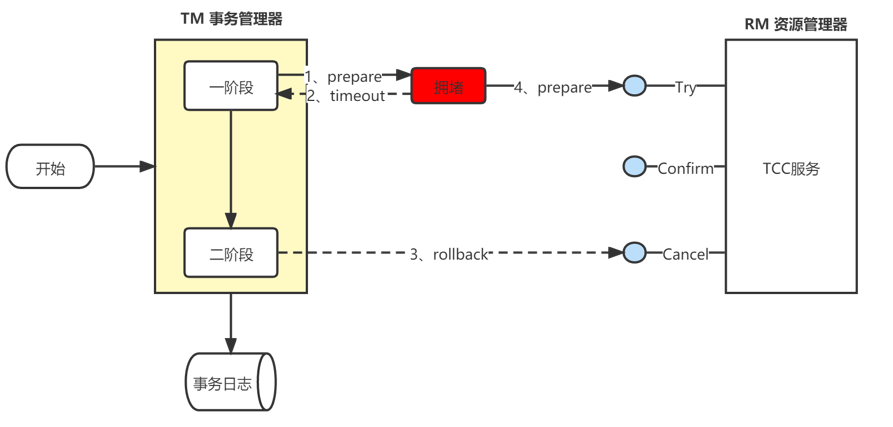 TM 事务管理器
RM 资源管理器
一阶段
1、prepare
2、timeout
拥堵
4、prepare
Try
开始
Confirm
TCC服务
二阶段
3、rollback
Cancel
事务日志